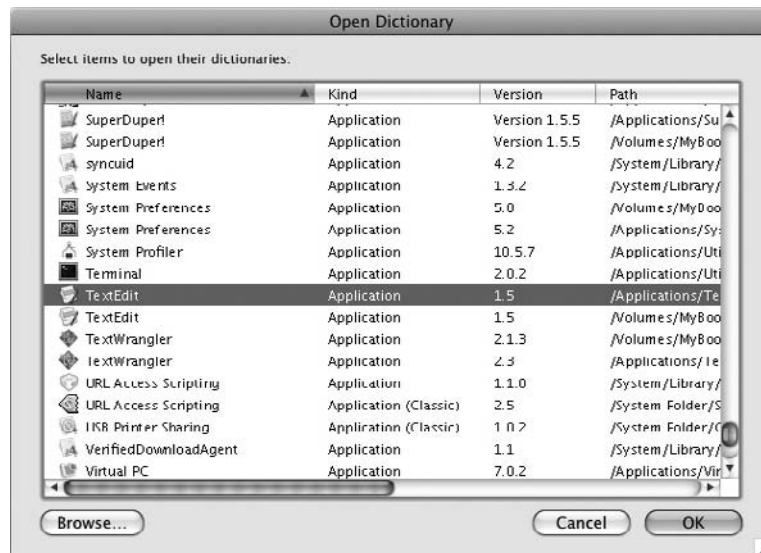 Open Dictionary
Select items to open their dictionaries:
Name Kind Version Path
SuperDuper! Application Version 1.5.5 /Applications/Su
SuperDuper! Application Version 1.5.5 /Volumes/MyBoo
syncuid Application 4.2 /System/Library/
System Events Application 1.3.2 /System/Library/
System Preferences Application 5.0 /Volumes/MyBoo
System Preferences Application 5.2 /Applications/Sy
System Profiler Application 10.5.7 /Applications/Uti
Terminal Application 2.0.2 /Applications/Uti
TextEdit Application 1.5 /Applications/Te
TextEdit Application 1.5 /Volumes/MyBoo
TextWrangler Application 2.1.3 /Volumes/MyBoo
TextWrangler Application 2.3 /Applications/Te
URL Access Scripting Application 1.1.0 /System/Library/
URL Access Scripting Application (Classic) 2.5 /System Folder/S
USB Printer Sharing Application (Classic) 1.0.2 /System Folder/
VerifiedDownloadAgent Application 1.1 /System/Library/
Virtual PC Application 7.0.2 /Applications/Vir
Browse... Cancel OK